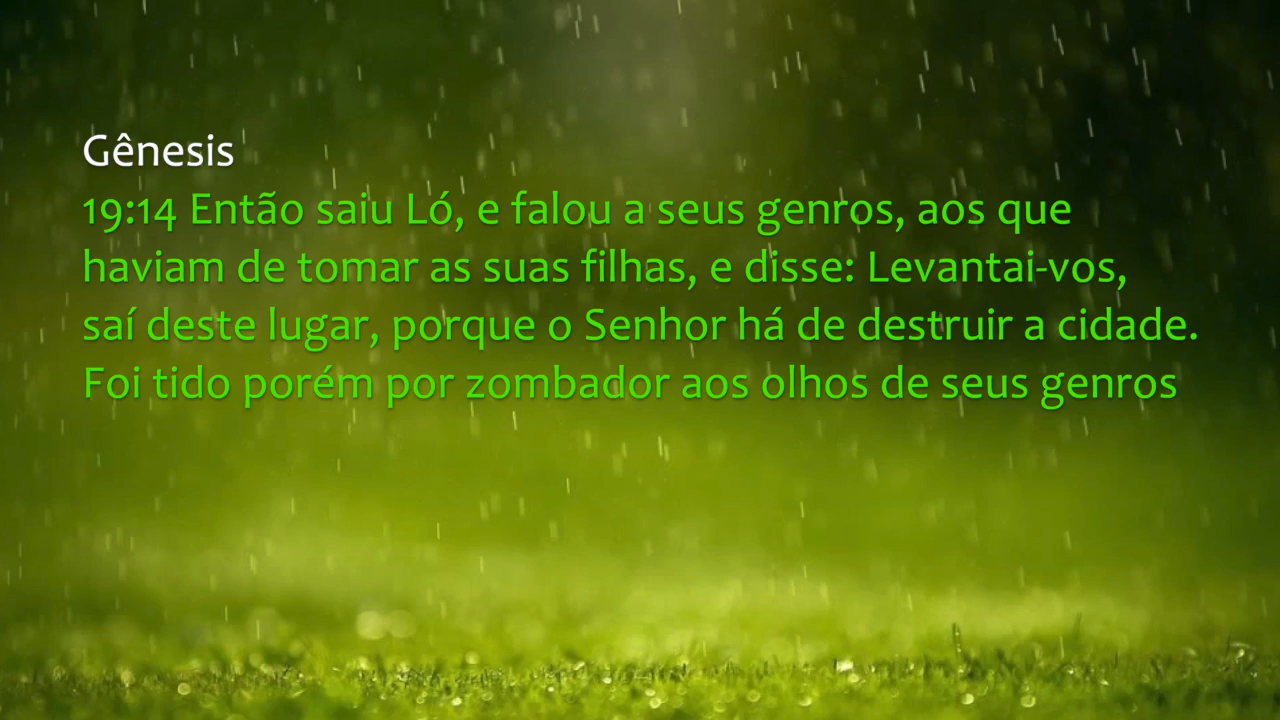 Gênesis
19:14 Então saiu Ló, e falou a seus genros, aos que
haviam de tomar as suas filhas, e disse: Levantai-vos,
saí deste lugar, porque o Senhor há de destruir a cidade.
Foi tido porém por zombador aos olhos de seus genros